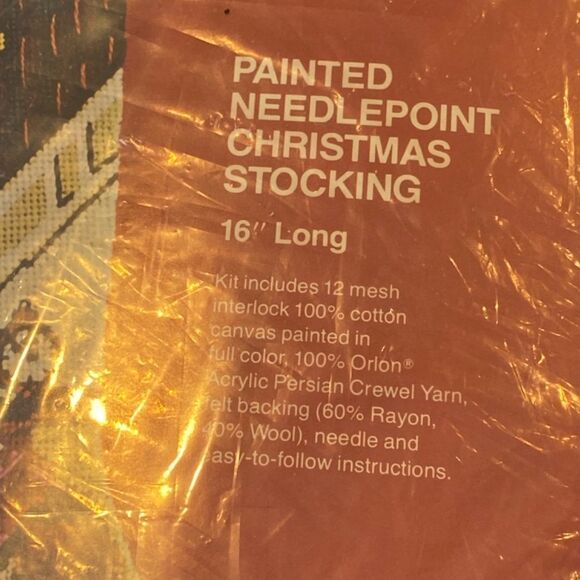 PAINTED
NEEDLEPOINT
CHRISTMAS
STOCKING
16" Long
Kit includes 12 mesh
interlock 100% cotton
canvas painted in
full color, 100% Orlon®
Acrylic Persian Crewel Yarn,
felt backing (60% Rayon,
40% Wool), needle and
easy-to-follow instructions.